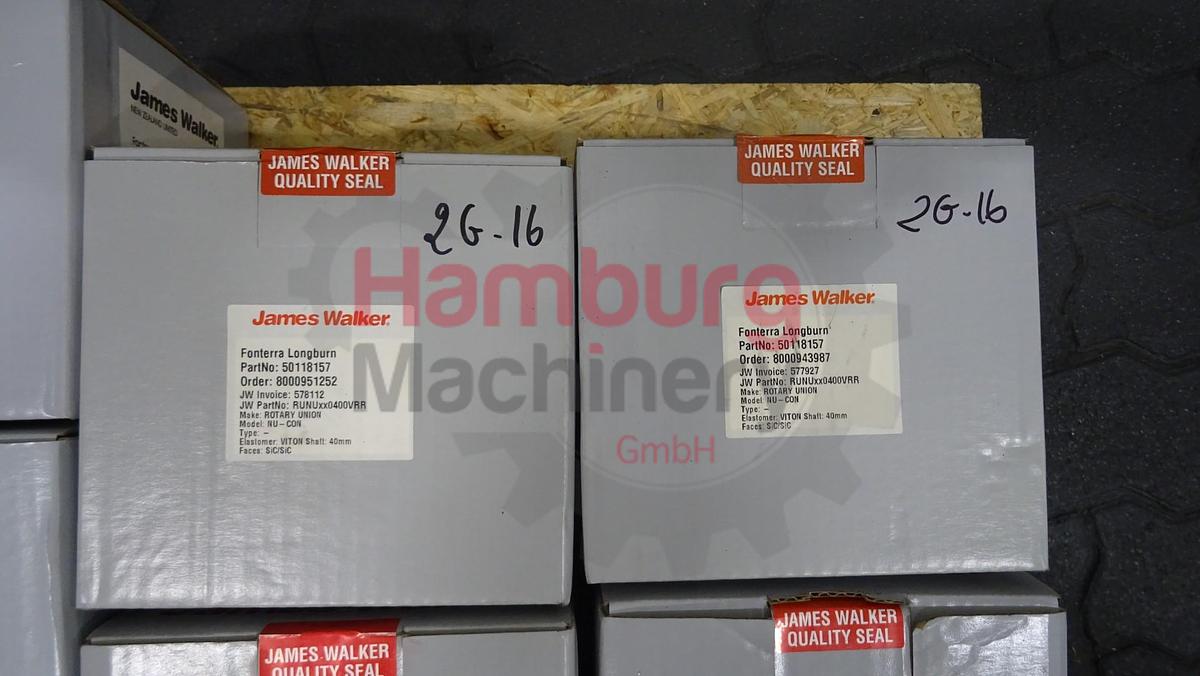 James Walker
NEW ZEALAND LIMITED
JAMES WALKER
QUALITY SEAL
2G-16
James Walker
Fonterra Longburn
PartNo: 50118157
Order: 8000951252
JW Invoice: 578112
JW PartNo: RUNUxx0400VRR
Make: ROTARY UNION
Model: NU-CON
Type: -
Elastomer: VITON Shaft: 40mm
Faces: SiC/SiC
JAMES WALKER
QUALITY SEAL
2G-16
James Walker
Fonterra Longburn
PartNo: 50118157
Order: 8000943987
JW Invoice: 577927
JW PartNo: RUNUxx0400VRR
Make: ROTARY UNION
Model: NU-CON
Type: -
Elastomer: VITON Shaft: 40mm
Faces: SiC/SiC
Hamburg
Machinery
GmbH
JAMES WALKER
QUALITY SEAL
JAMES WALKER
QUALITY SEAL